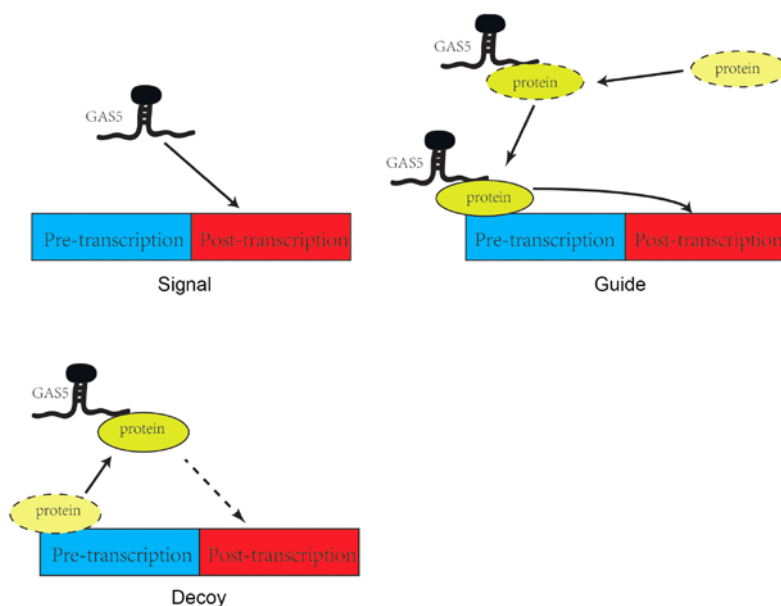 GAS5
Pre-transcription Post-transcription
Signal
GAS5
protein
protein
GAS5
protein
Pre-transcription Post-transcription
Guide
GAS5
protein
protein
Pre-transcription Post-transcription
Decoy